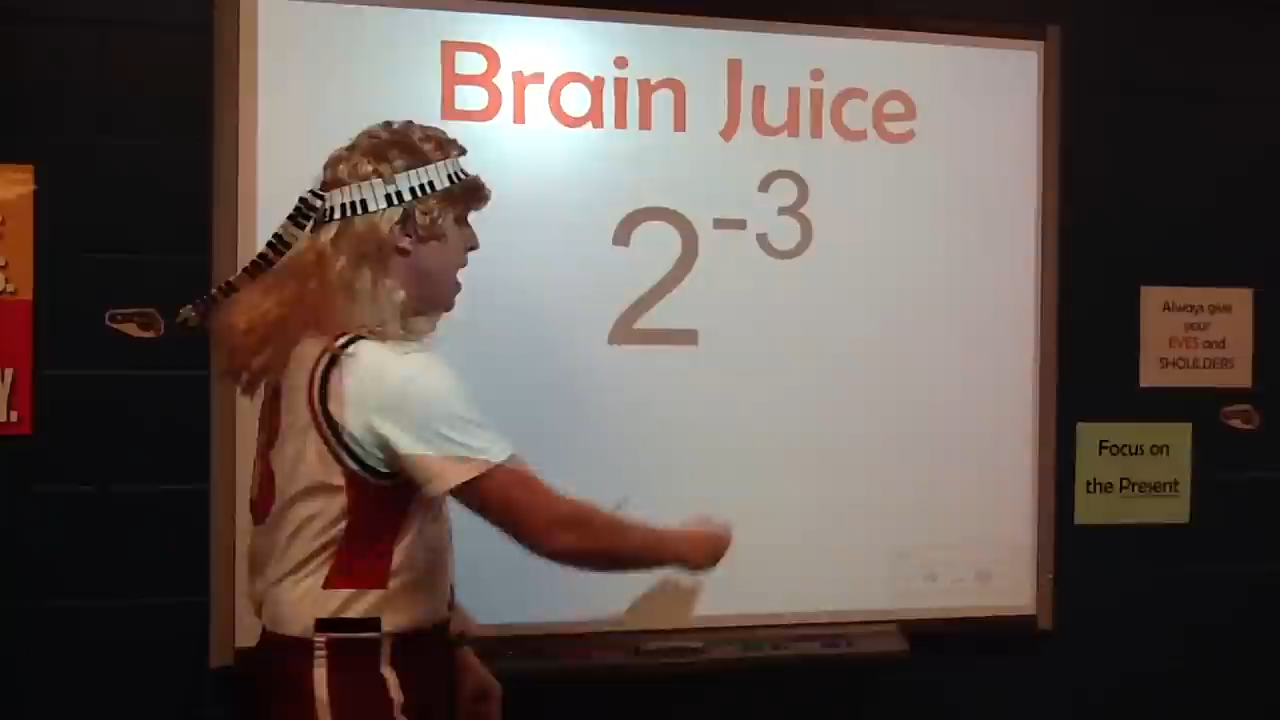 Brain Juice
2⁻³
Always give
your
EYES and
SHOULDERS
Focus on
the Present